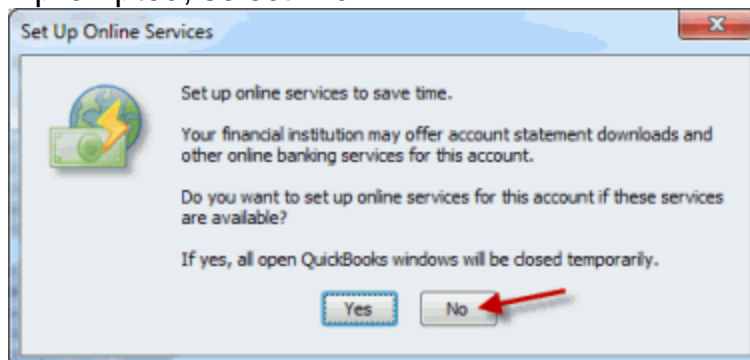 Set Up Online Services
Set up online services to save time.
Your financial institution may offer account statement downloads and
other online banking services for this account.
Do you want to set up online services for this account if these services
are available?
If yes, all open QuickBooks windows will be closed temporarily.
Yes No